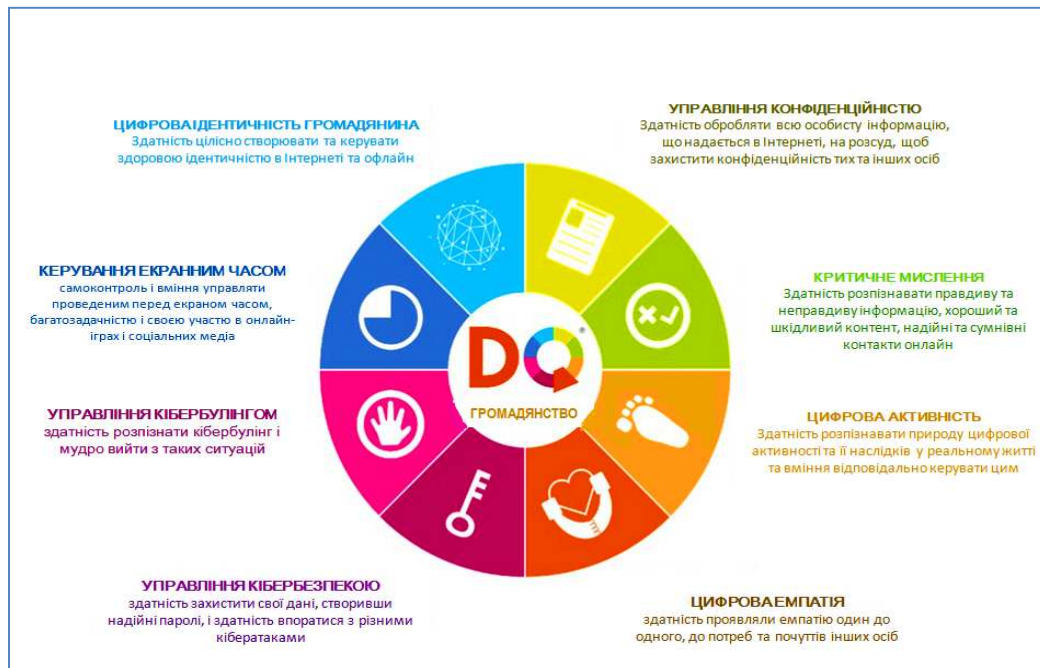 ЦИФРОВА ІДЕНТИЧНІСТЬ ГРОМАДЯНИНА
Здатність цілісно створювати та керувати
здоровою ідентичністю в Інтернеті та офлайн
УПРАВЛІННЯ КОНФІДЕНЦІЙНІСТЮ
Здатність обробляти всю особисту інформацію,
що надається в Інтернеті, на розсуд, щоб
захистити конфіденційність тих та інших осіб
КЕРУВАННЯ ЕКРАННИМ ЧАСОМ
самоконтроль і вміння управляти
проведеним перед екраном часом,
багатозадачністю і своєю участю в онлайн-
іграх і соціальних медіа
КРИТИЧНЕ МИСЛЕННЯ
Здатність розпізнавати правдиву та
неправдиву інформацію, хороший та
шкідливий контент, надійні та сумнівні
контакти онлайн
DQ®
ГРОМАДЯНСТВО
УПРАВЛІННЯ КІБЕРБУЛІНГОМ
здатність розпізнати кібербулінг і
мудро вийти з таких ситуацій
ЦИФРОВА АКТИВНІСТЬ
Здатність розпізнавати природу цифрової
активності та її наслідків у реальному житті
та вміння відповідально керувати цим
УПРАВЛІННЯ КІБЕРБЕЗПЕКОЮ
здатність захистити свої дані, створивши
надійні паролі, і здатність впоратися з різними
кібератаками
ЦИФРОВА ЕМПАТІЯ
здатність проявляли емпатію один до
одного, до потреб та почуттів інших осіб